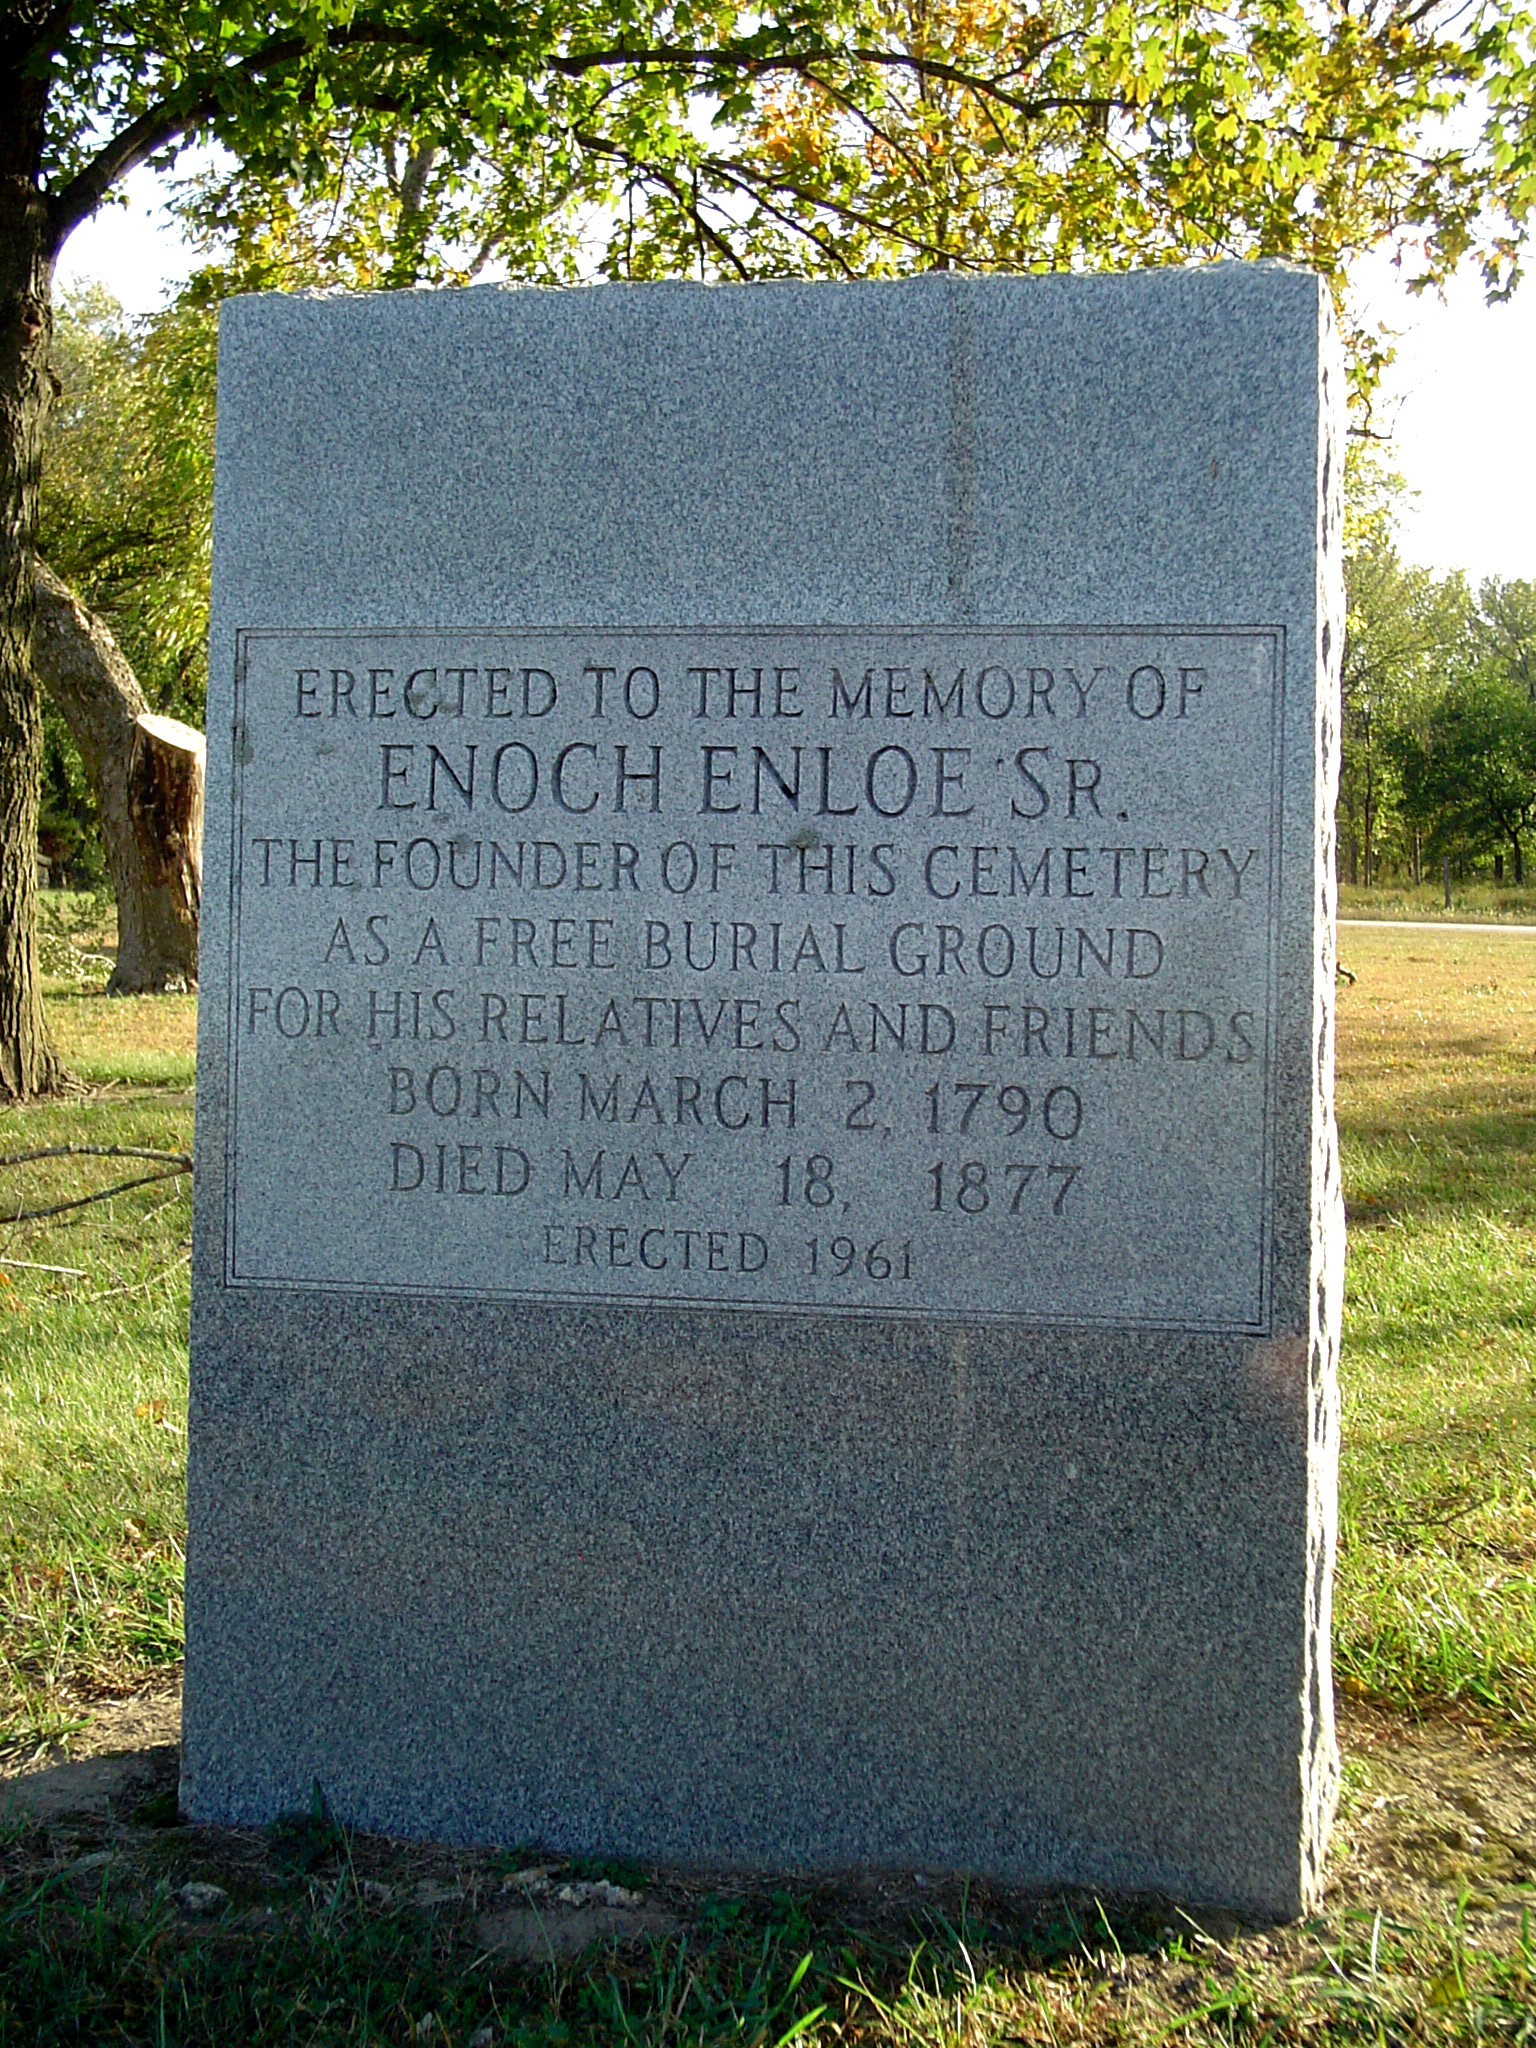 ERECTED TO THE MEMORY OF
ENOCH ENLOE SR.
THE FOUNDER OF THIS CEMETERY
AS A FREE BURIAL GROUND
FOR HIS RELATIVES AND FRIENDS
BORN MARCH 2, 1790
DIED MAY 18, 1877
ERECTED 1961